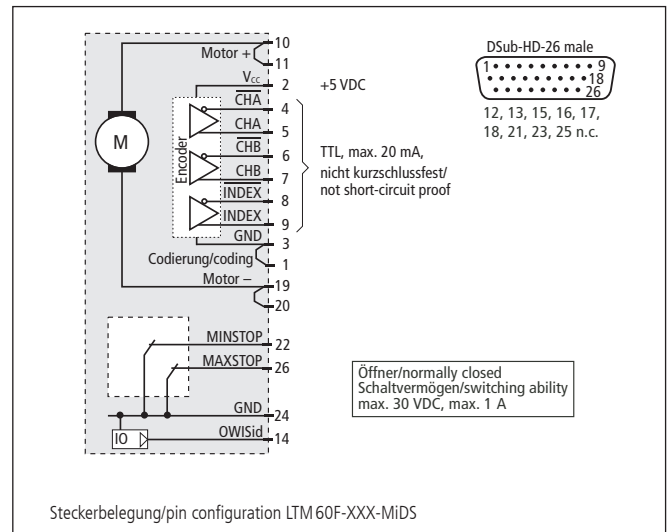 Motor + 10
11
V<sub>CC</sub> 2 +5 VDC
C̅H̅A̅ 4
CHA 5
C̅H̅B̅ 6
CHB 7
I̅N̅D̅E̅X̅ 8
INDEX 9
GND 3
Codierung/coding 1
Motor – 19
20
M
Encoder
TTL, max. 20 mA,
nicht kurzschlussfest/
not short-circuit proof
DSub-HD-26 male
1 9
18
26
12, 13, 15, 16, 17,
18, 21, 23, 25 n.c.
MINSTOP 22
MAXSTOP 26
GND 24
IO OWISid 14
Öffner/normally closed
Schaltvermögen/switching ability
max. 30 VDC, max. 1 A
Steckerbelegung/pin configuration LTM 60F-XXX-MiDS